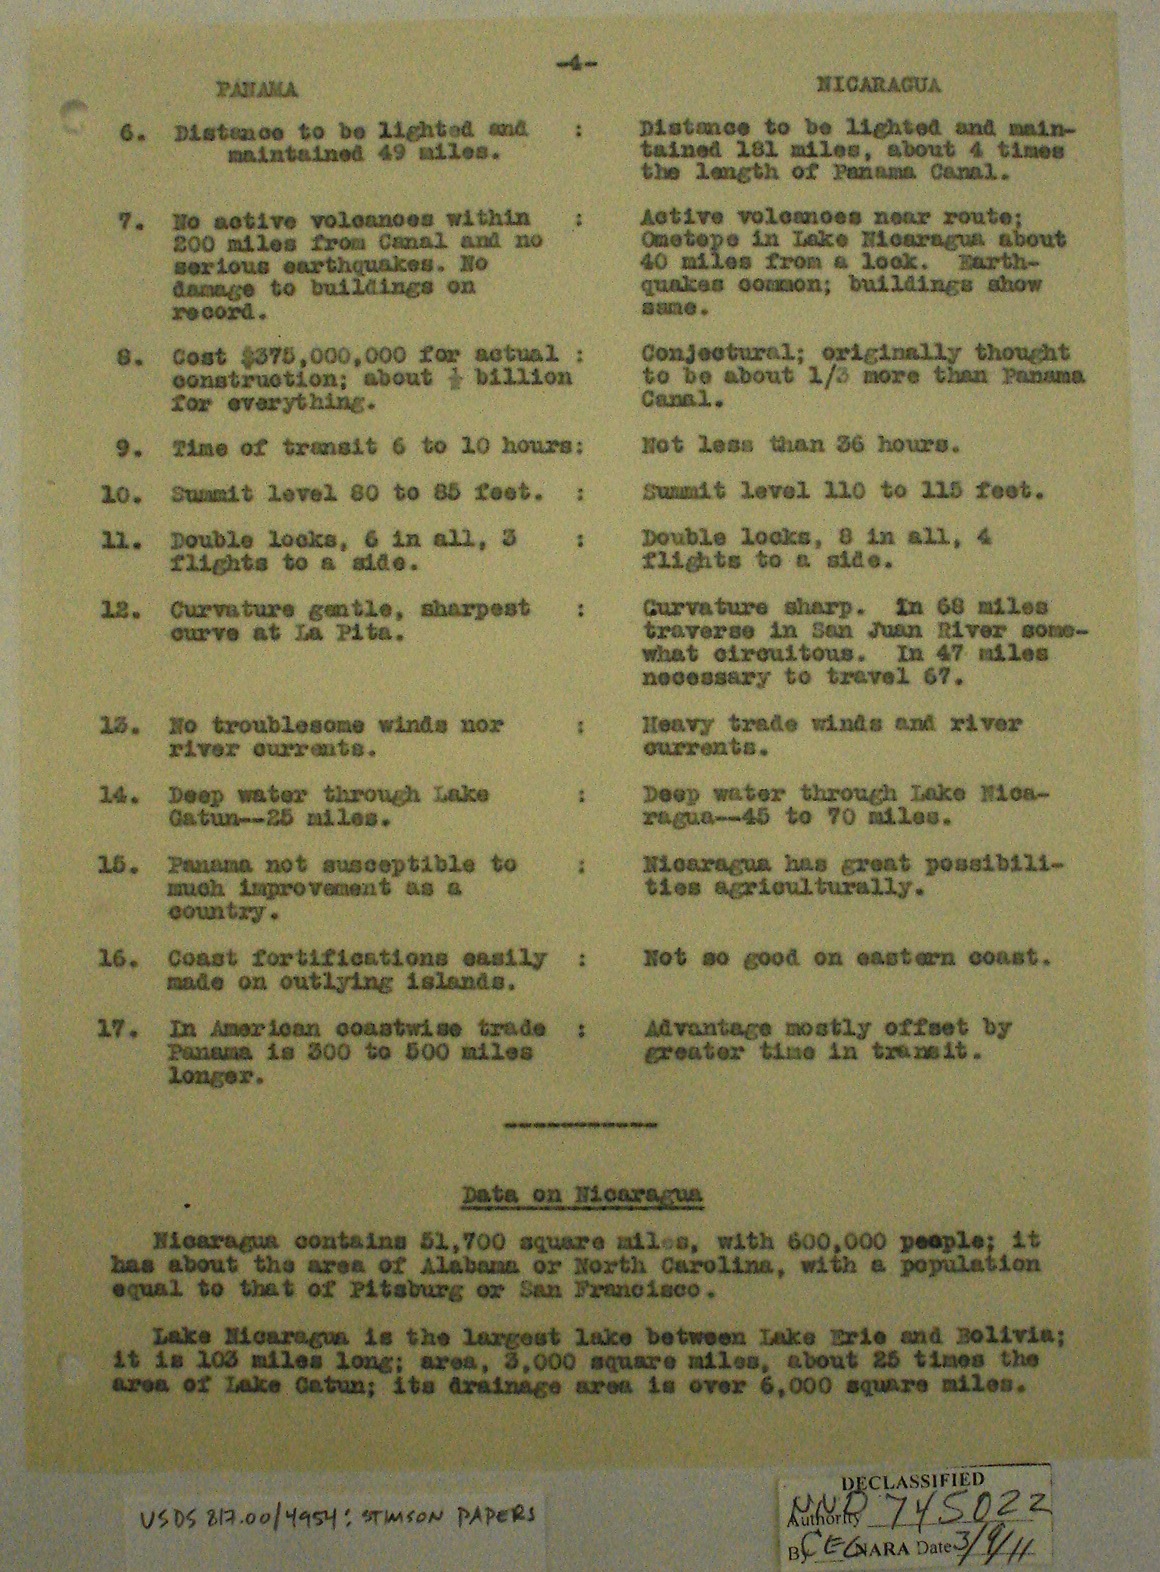 -4-
PANAMA
NICARAGUA
6. Distance to be lighted and : Distance to be lighted and main-
maintained 49 miles. tained 181 miles, about 4 times
the length of Panama Canal.
7. No active volcanoes within : Active volcanoes near route;
200 miles from Canal and no Ometepe in Lake Nicaragua about
serious earthquakes. No 40 miles from a lock. Earth-
damage to buildings on quakes common; buildings show
record. same.
8. Cost $375,000,000 for actual : Conjectural; originally thought
construction; about ½ billion to be about 1/3 more than Panama
for everything. Canal.
9. Time of transit 6 to 10 hours: Not less than 36 hours.
10. Summit level 80 to 85 feet. : Summit level 110 to 115 feet.
11. Double locks, 6 in all, 3 : Double locks, 8 in all, 4
flights to a side. flights to a side.
12. Curvature gentle, sharpest : Curvature sharp. In 68 miles
curve at La Pita. traverse in San Juan River some-
what circuitous. In 47 miles
necessary to travel 67.
13. No troublesome winds nor : Heavy trade winds and river
river currents. currents.
14. Deep water through Lake : Deep water through Lake Nica-
Gatun--25 miles. ragua--45 to 70 miles.
15. Panama not susceptible to : Nicaragua has great possibili-
much improvement as a ties agriculturally.
country.
16. Coast fortifications easily : Not so good on eastern coast.
made on outlying islands.
17. In American coastwise trade : Advantage mostly offset by
Panama is 300 to 500 miles greater time in transit.
longer.
Data on Nicaragua
Nicaragua contains 51,700 square miles, with 600,000 people; it
has about the area of Alabama or North Carolina, with a population
equal to that of Pitsburg or San Francisco.
Lake Nicaragua is the largest lake between Lake Erie and Bolivia;
it is 103 miles long; area, 3,000 square miles, about 25 times the
area of Lake Gatun; its drainage area is over 6,000 square miles.
USDS 817.00/4954: STIMSON PAPERS
DECLASSIFIED
Authority NND 745022
By CEG NARA Date 3/9/11